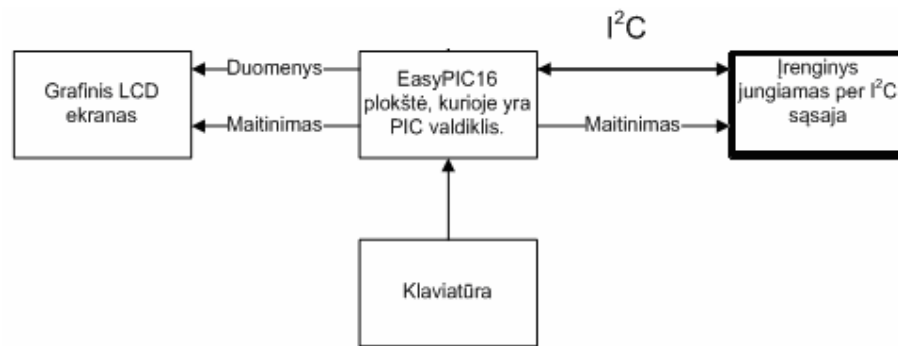 I²C
Grafinis LCD
ekranas
Duomenys
Maitinimas
EasyPIC16
plokštė, kurioje yra
PIC valdiklis.
Maitinimas
Įrenginys
jungiamas per I²C
sąsaja
Klaviatūra